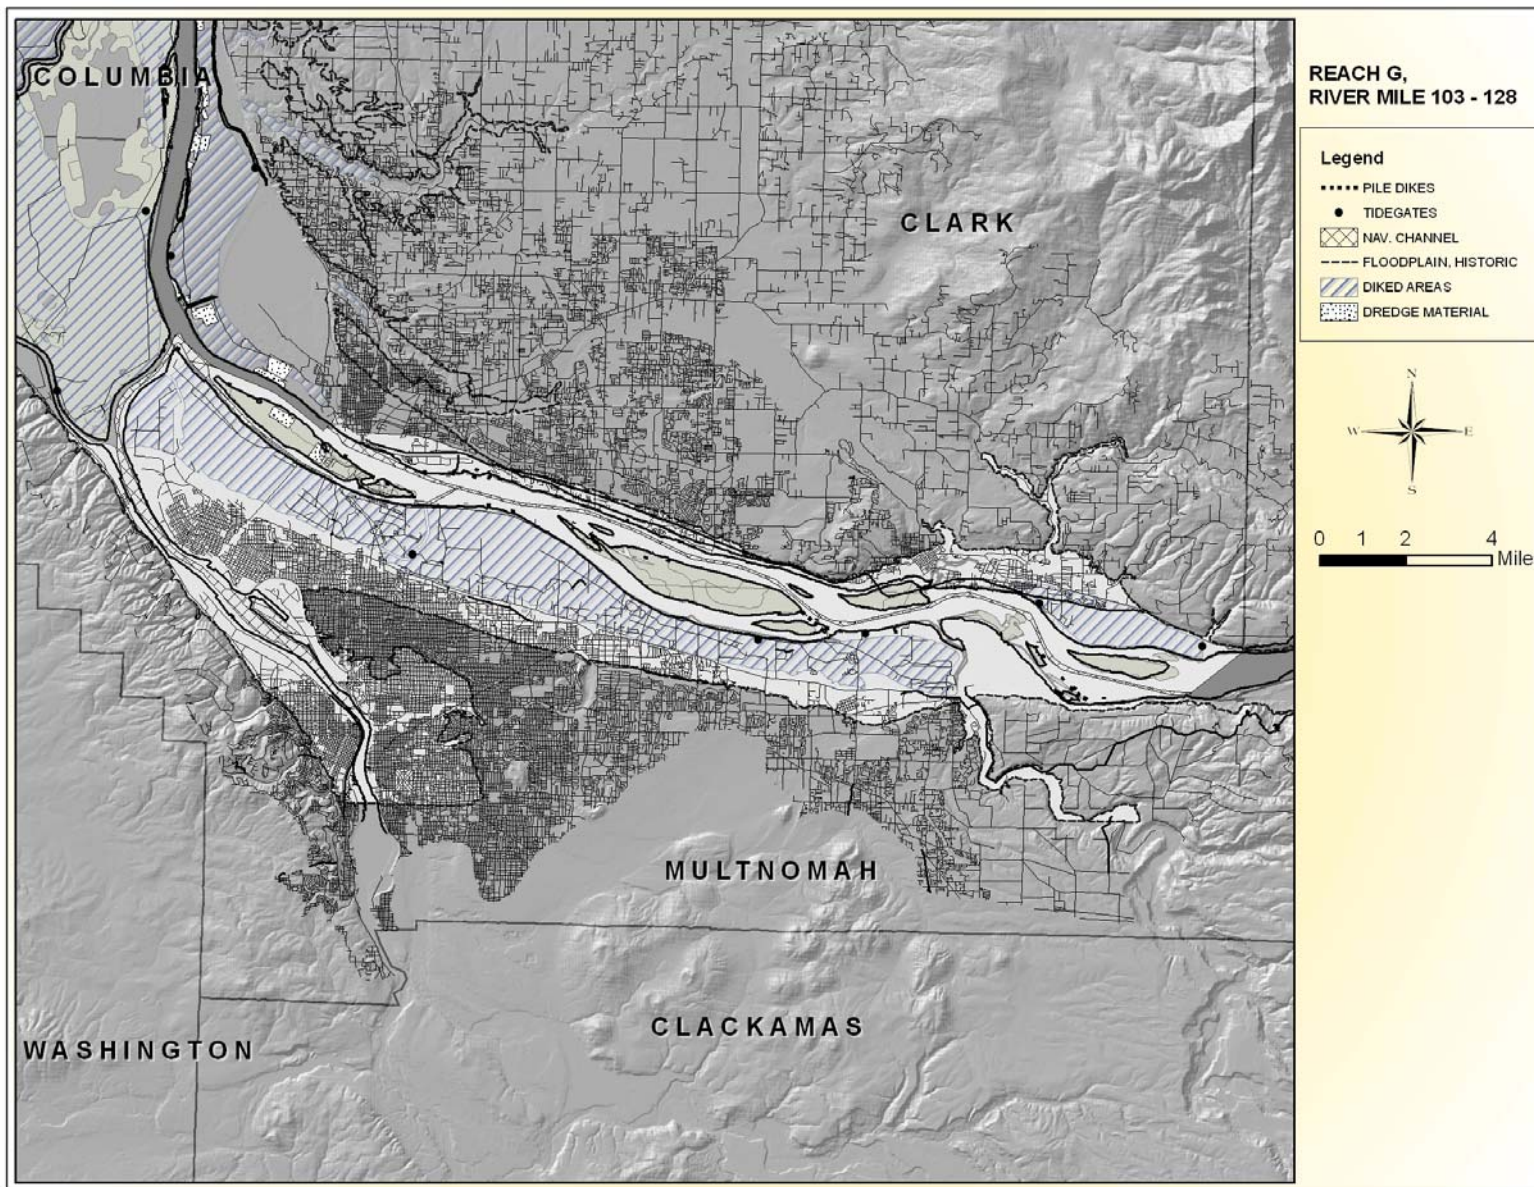 COLUMBIA
CLARK
MULTNOMAH
CLACKAMAS
WASHINGTON
REACH G,
RIVER MILE 103 - 128
Legend
PILE DIKES
TIDEGATES
NAV. CHANNEL
FLOODPLAIN, HISTORIC
DIKED AREAS
DREDGE MATERIAL
N
W E
S
0 1 2 4
Mile